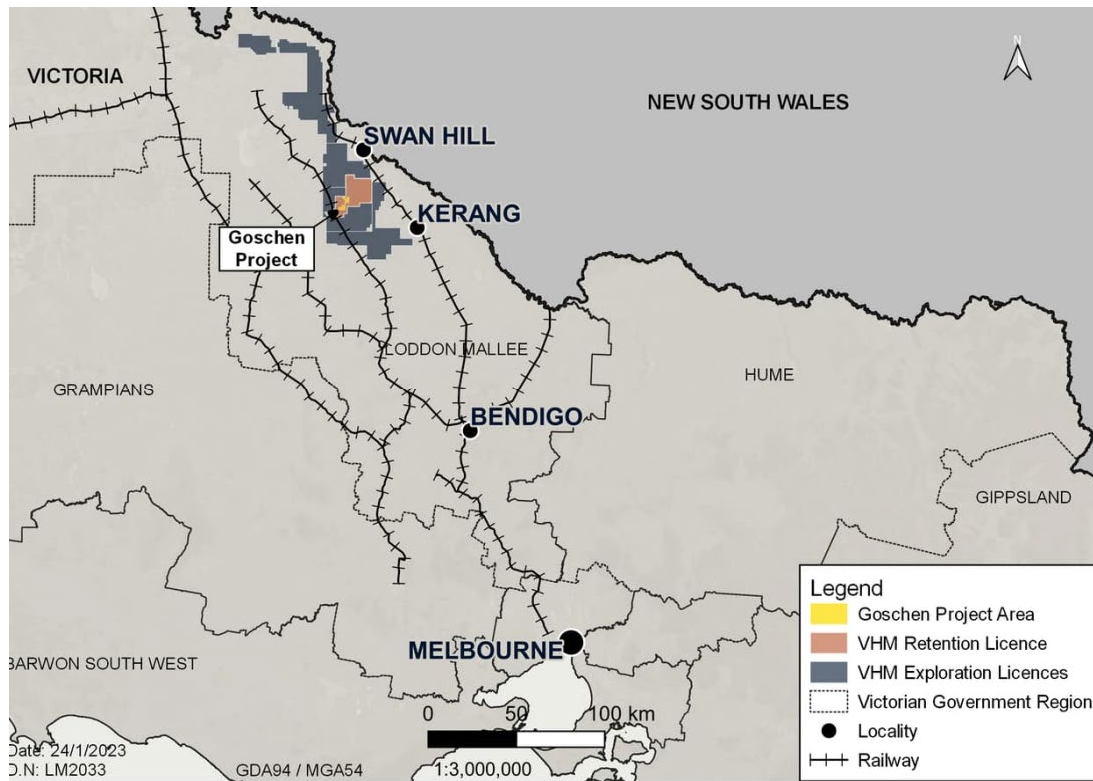 N
VICTORIA
NEW SOUTH WALES
SWAN HILL
KERANG
Goschen
Project
LODDON MALLEE
HUME
GRAMPIANS
BENDIGO
GIPPSLAND
MELBOURNE
BARWON SOUTH WEST
0 50 100 km
1:3,000,000
Date: 24/1/2023
D.N: LM2033
GDA94 / MGA54
Legend
Goschen Project Area
VHM Retention Licence
VHM Exploration Licences
Victorian Government Region
Locality
Railway